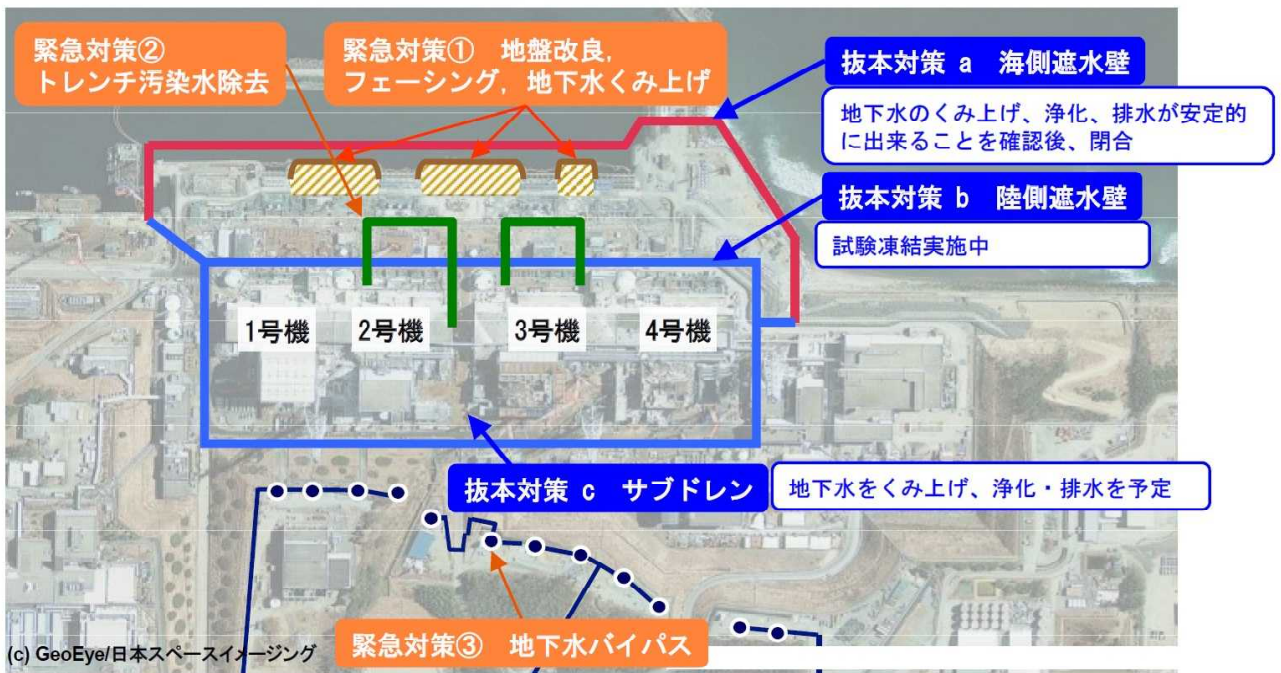 緊急対策②
トレンチ汚染水除去
緊急対策① 地盤改良,
フェーシング, 地下水くみ上げ
抜本対策 a 海側遮水壁
地下水のくみ上げ、浄化、排水が安定的
に出来ることを確認後、閉合
抜本対策 b 陸側遮水壁
試験凍結実施中
1号機 2号機 3号機 4号機
抜本対策 c サブドレン
地下水をくみ上げ、浄化・排水を予定
緊急対策③ 地下水バイパス
(c) GeoEye/日本スペースイメージング